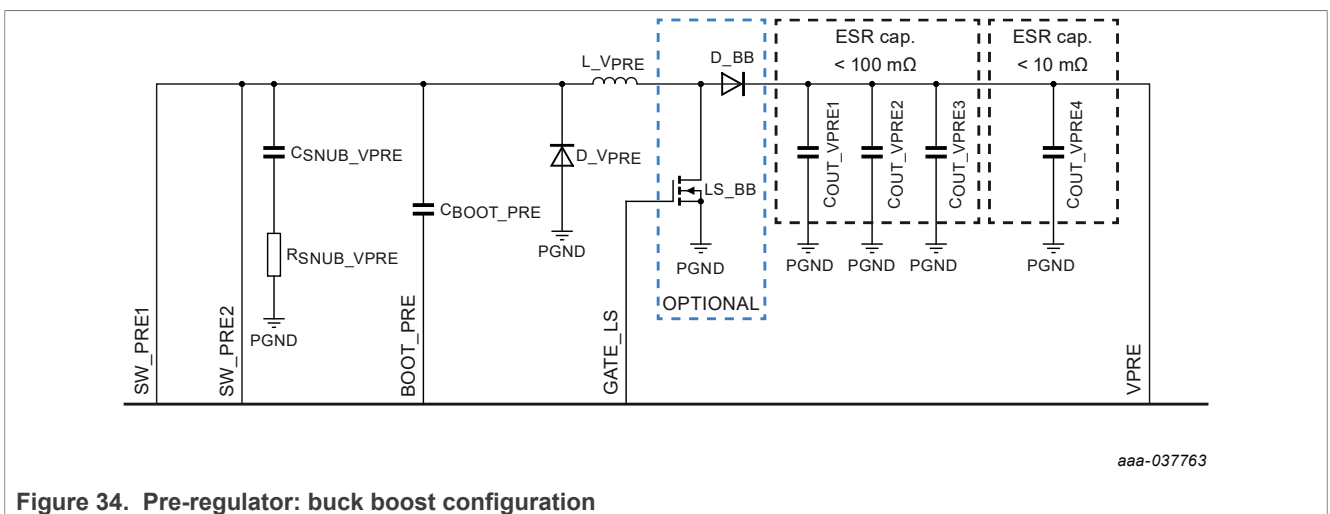 ESR cap.
< 100 mΩ
ESR cap.
< 10 mΩ
L_VPRE
D_BB
CSNUB_VPRE
CBOOT_PRE
D_VPRE
LS_BB
COUT_VPRE1
COUT_VPRE2
COUT_VPRE3
COUT_VPRE4
RSNUB_VPRE
PGND
PGND
PGND
PGND
PGND
PGND
PGND
OPTIONAL
SW_PRE1
SW_PRE2
BOOT_PRE
GATE_LS
VPRE
aaa-037763
Figure 34. Pre-regulator: buck boost configuration